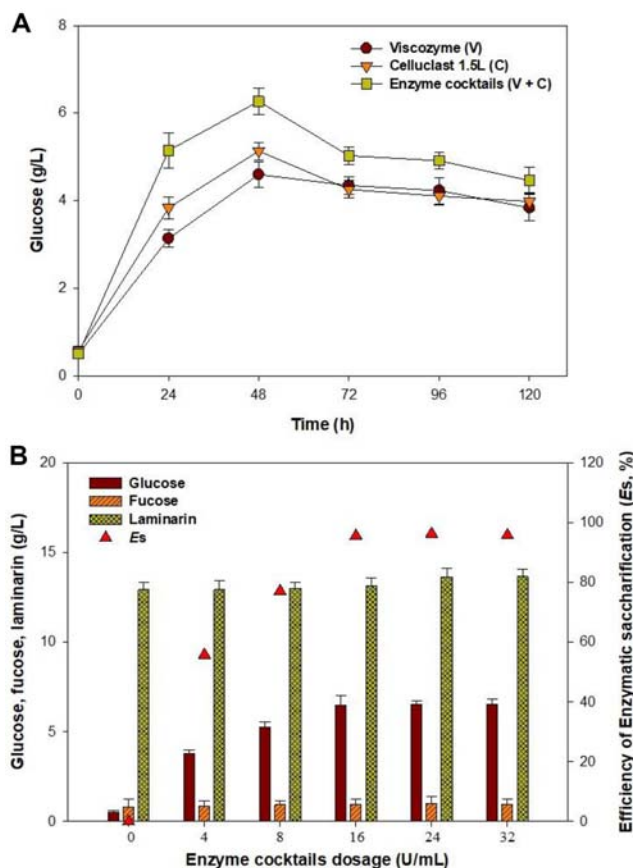 A
8
6
4
2
0
Glucose (g/L)
Viscozyme (V)
Celluclast 1.5L (C)
Enzyme cocktails (V + C)
0 24 48 72 96 120
Time (h)
B
20
15
10
5
0
Glucose, fucose, laminarin (g/L)
Glucose
Fucose
Laminarin
Es
120
100
80
60
40
20
0
Efficiency of Enzymatic saccharification (Es, %)
0 4 8 16 24 32
Enzyme cocktails dosage (U/mL)